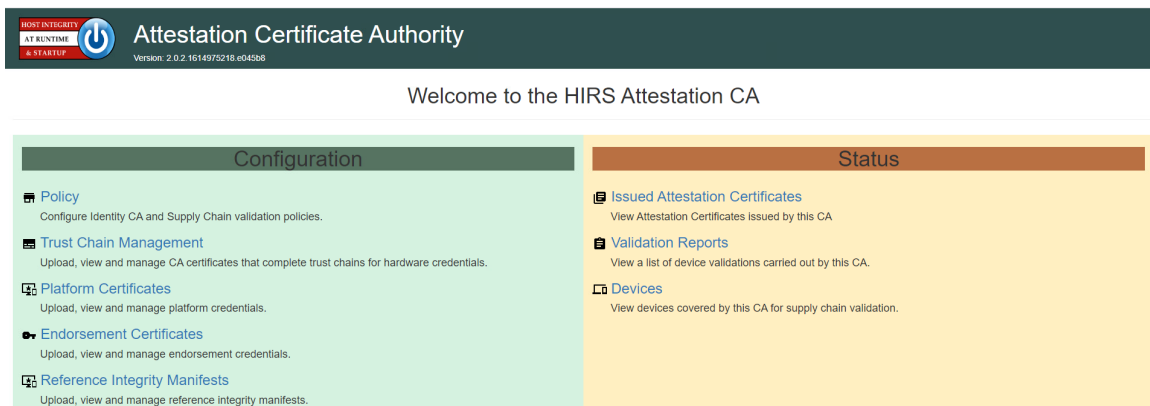 HOST INTEGRITY
AT RUNTIME
& STARTUP
Attestation Certificate Authority
Version: 2.0.2.1614975218.e045b8
Welcome to the HIRS Attestation CA
Configuration
Policy
Configure Identity CA and Supply Chain validation policies.
Trust Chain Management
Upload, view and manage CA certificates that complete trust chains for hardware credentials.
Platform Certificates
Upload, view and manage platform credentials.
Endorsement Certificates
Upload, view and manage endorsement credentials.
Reference Integrity Manifests
Upload, view and manage reference integrity manifests.
Status
Issued Attestation Certificates
View Attestation Certificates issued by this CA
Validation Reports
View a list of device validations carried out by this CA.
Devices
View devices covered by this CA for supply chain validation.